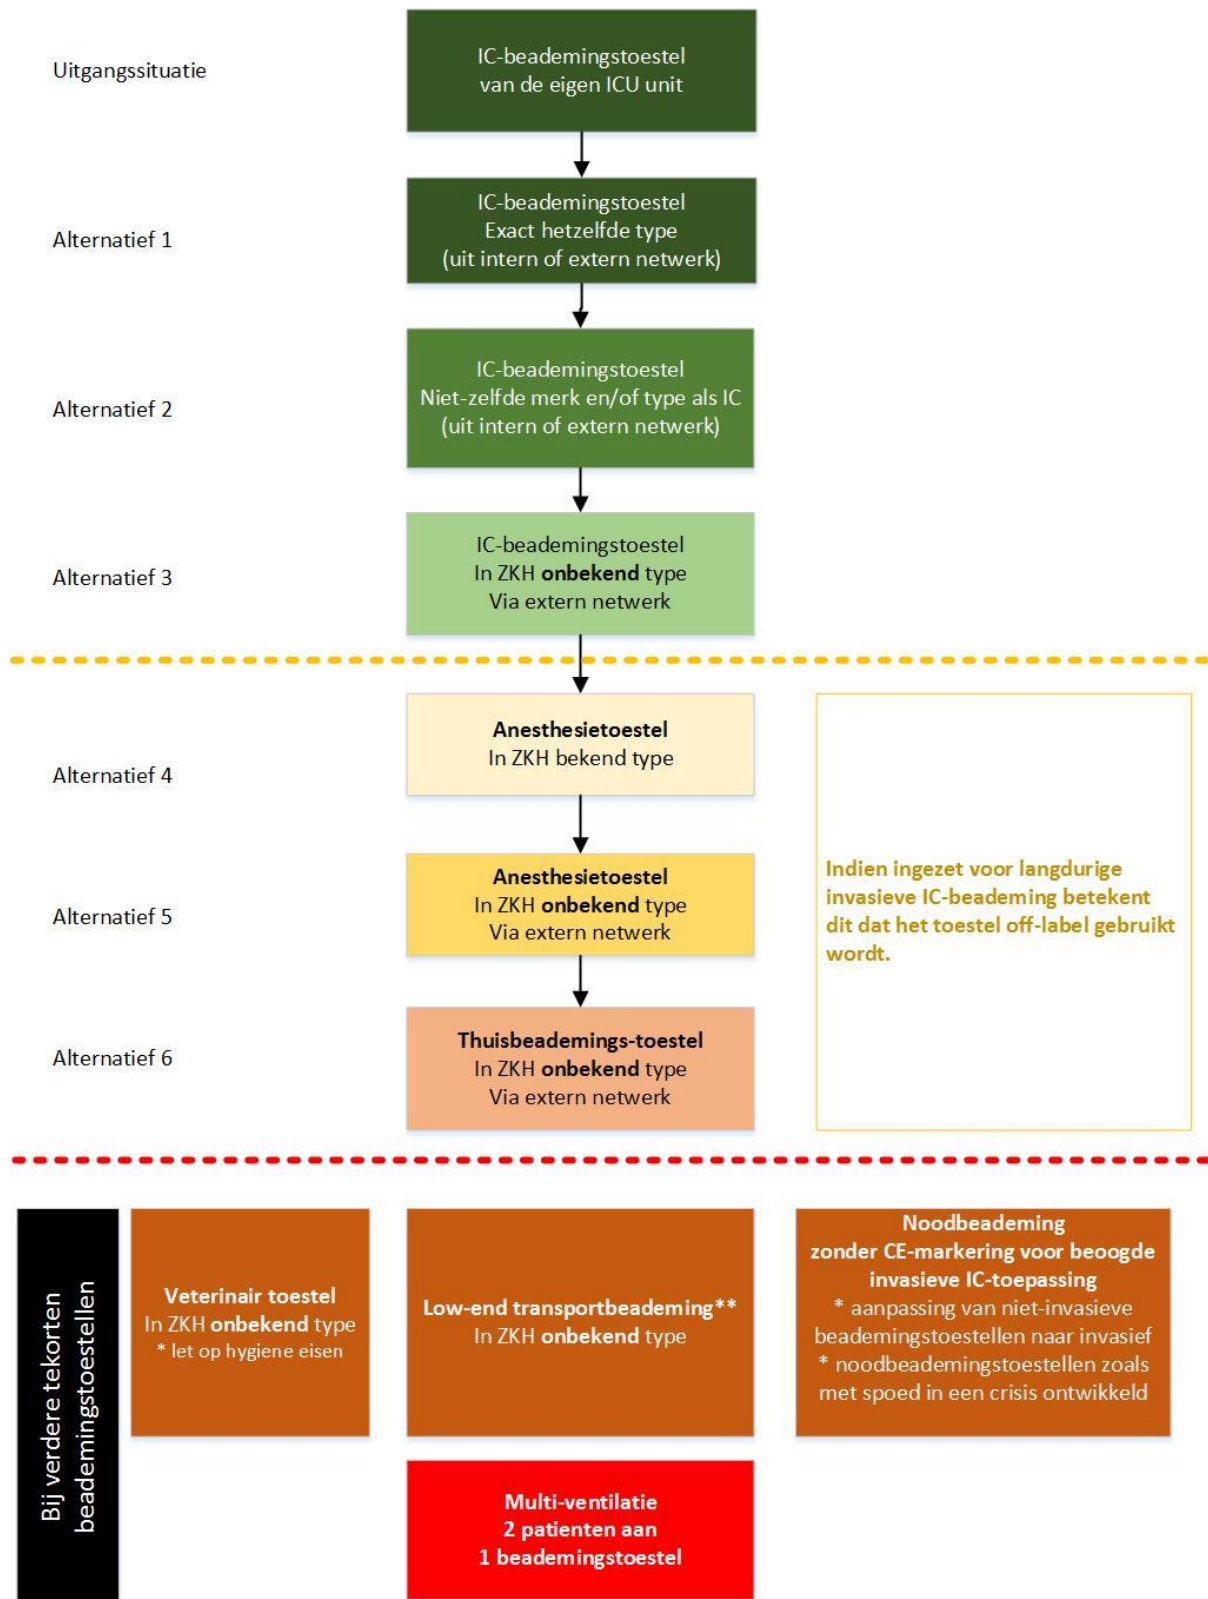 Uitgangssituatie
IC-beademingstoestel
van de eigen ICU unit
Alternatief 1
IC-beademingstoestel
Exact hetzelfde type
(uit intern of extern netwerk)
Alternatief 2
IC-beademingstoestel
Niet-zelfde merk en/of type als IC
(uit intern of extern netwerk)
Alternatief 3
IC-beademingstoestel
In ZKH onbekend type
Via extern netwerk
Alternatief 4
Anesthesietoestel
In ZKH bekend type
Alternatief 5
Anesthesietoestel
In ZKH onbekend type
Via extern netwerk
Alternatief 6
Thuisbeademings-toestel
In ZKH onbekend type
Via extern netwerk
Indien ingezet voor langdurige
invasieve IC-beademing betekent
dit dat het toestel off-label gebruikt
wordt.
Bij verdere tekorten
beademingstoestellen
Veterinair toestel
In ZKH onbekend type
* let op hygiene eisen
Low-end transportbeademing**
In ZKH onbekend type
Noodbeademing
zonder CE-markering voor beoogde
invasieve IC-toepassing
* aanpassing van niet-invasieve
beademingstoestellen naar invasief
* noodbeademingstoestellen zoals
met spoed in een crisis ontwikkeld
Multi-ventilatie
2 patienten aan
1 beademingstoestel